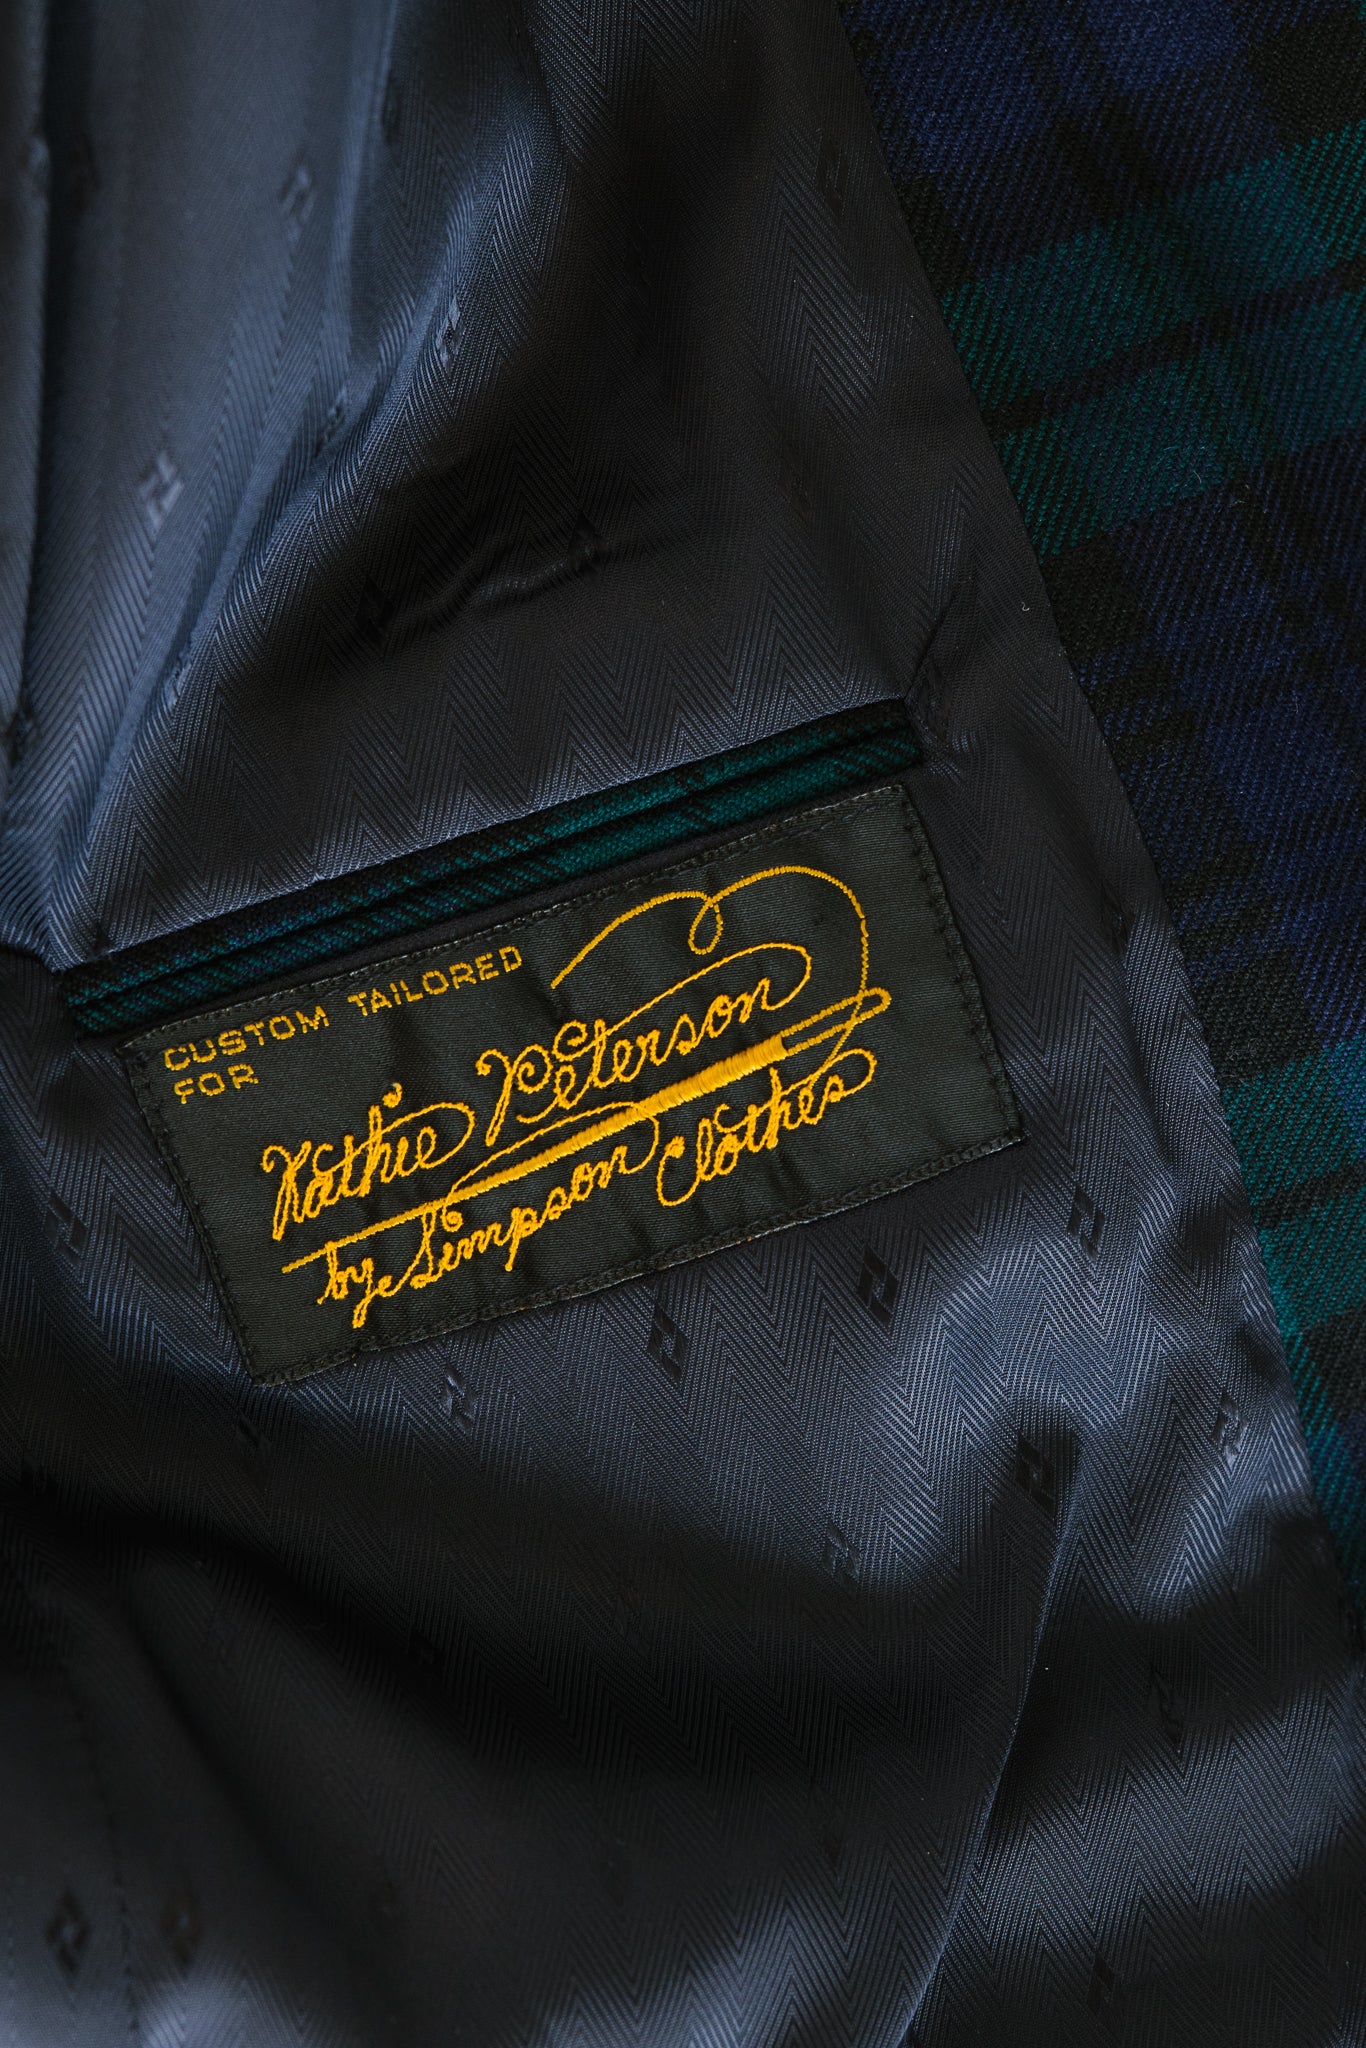 CUSTOM TAILORED
FOR
Kathie Peterson
by Simpson Clothes